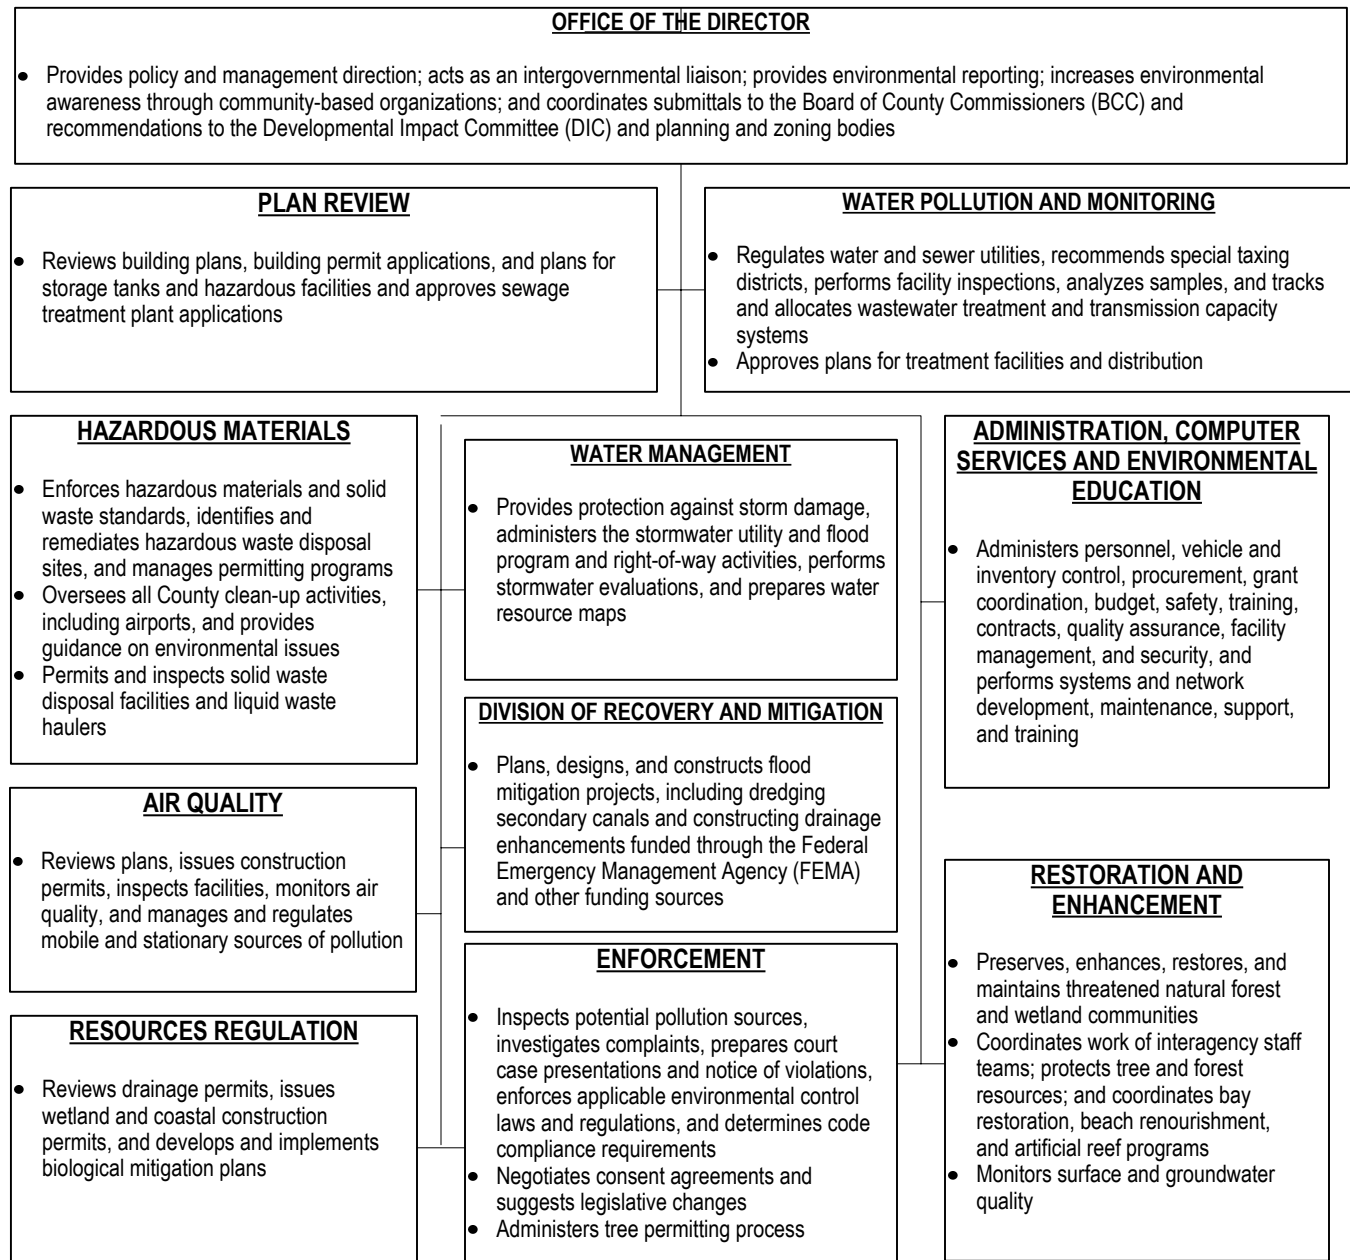 OFFICE OF THE DIRECTOR
• Provides policy and management direction; acts as an intergovernmental liaison; provides environmental reporting; increases environmental
awareness through community-based organizations; and coordinates submittals to the Board of County Commissioners (BCC) and
recommendations to the Developmental Impact Committee (DIC) and planning and zoning bodies
PLAN REVIEW
• Reviews building plans, building permit applications, and plans for
storage tanks and hazardous facilities and approves sewage
treatment plant applications
WATER POLLUTION AND MONITORING
• Regulates water and sewer utilities, recommends special taxing
districts, performs facility inspections, analyzes samples, and tracks
and allocates wastewater treatment and transmission capacity
systems
• Approves plans for treatment facilities and distribution
HAZARDOUS MATERIALS
• Enforces hazardous materials and solid
waste standards, identifies and
remediates hazardous waste disposal
sites, and manages permitting programs
• Oversees all County clean-up activities,
including airports, and provides
guidance on environmental issues
• Permits and inspects solid waste
disposal facilities and liquid waste
haulers
WATER MANAGEMENT
• Provides protection against storm damage,
administers the stormwater utility and flood
program and right-of-way activities, performs
stormwater evaluations, and prepares water
resource maps
ADMINISTRATION, COMPUTER
SERVICES AND ENVIRONMENTAL
EDUCATION
• Administers personnel, vehicle and
inventory control, procurement, grant
coordination, budget, safety, training,
contracts, quality assurance, facility
management, and security, and
performs systems and network
development, maintenance, support,
and training
DIVISION OF RECOVERY AND MITIGATION
• Plans, designs, and constructs flood
mitigation projects, including dredging
secondary canals and constructing drainage
enhancements funded through the Federal
Emergency Management Agency (FEMA)
and other funding sources
AIR QUALITY
• Reviews plans, issues construction
permits, inspects facilities, monitors air
quality, and manages and regulates
mobile and stationary sources of pollution
RESTORATION AND
ENHANCEMENT
• Preserves, enhances, restores, and
maintains threatened natural forest
and wetland communities
• Coordinates work of interagency staff
teams; protects tree and forest
resources; and coordinates bay
restoration, beach renourishment,
and artificial reef programs
• Monitors surface and groundwater
quality
ENFORCEMENT
• Inspects potential pollution sources,
investigates complaints, prepares court
case presentations and notice of violations,
enforces applicable environmental control
laws and regulations, and determines code
compliance requirements
• Negotiates consent agreements and
suggests legislative changes
• Administers tree permitting process
RESOURCES REGULATION
• Reviews drainage permits, issues
wetland and coastal construction
permits, and develops and implements
biological mitigation plans